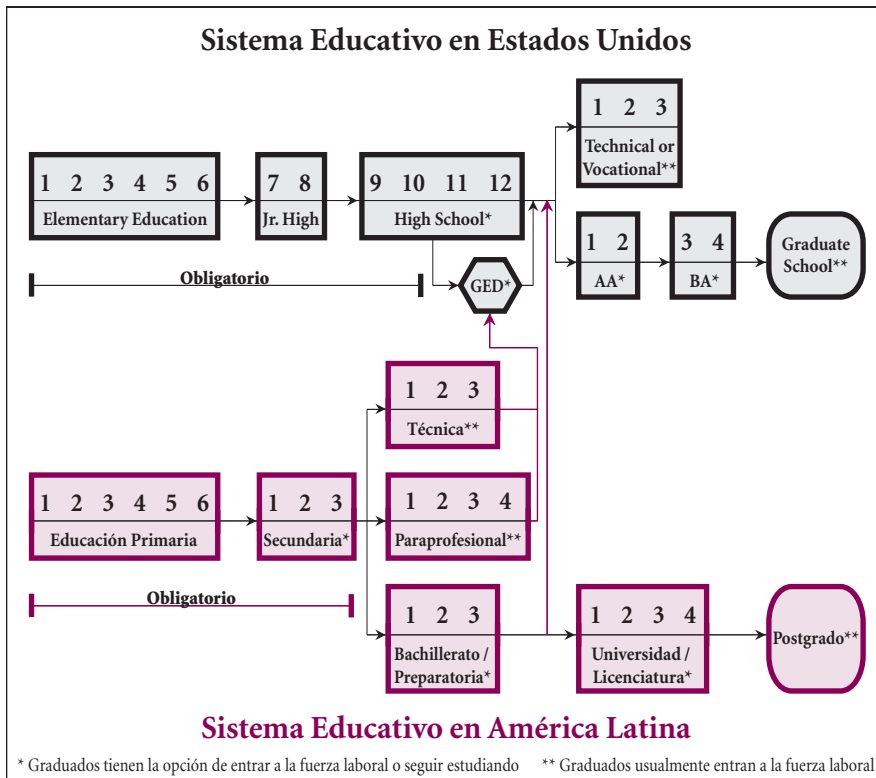 Sistema Educativo en Estados Unidos
1 2 3
Technical or
Vocational**
1 2 3 4 5 6
Elementary Education
7 8
Jr. High
9 10 11 12
High School*
1 2
AA*
3 4
BA*
Graduate
School**
Obligatorio
GED*
1 2 3
Técnica**
1 2 3 4 5 6
Educación Primaria
1 2 3
Secundaria*
1 2 3 4
Paraprofesional**
Obligatorio
1 2 3
Bachillerato /
Preparatoria*
1 2 3 4
Universidad /
Licenciatura*
Postgrado**
Sistema Educativo en América Latina
* Graduados tienen la opción de entrar a la fuerza laboral o seguir estudiando ** Graduados usualmente entran a la fuerza laboral